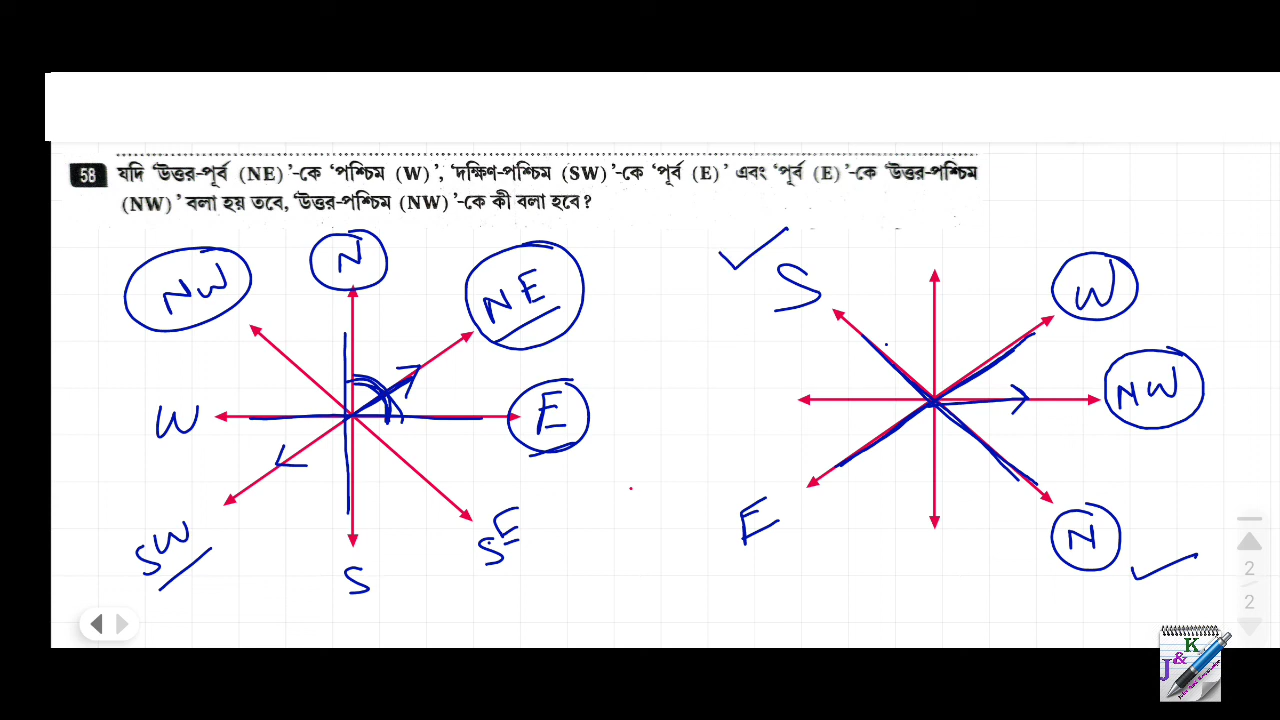 58 যদি 'উত্তর-পূর্ব (NE)'-কে 'পশ্চিম (W)', 'দক্ষিণ-পশ্চিম (SW)'-কে 'পূর্ব (E)' এবং 'পূর্ব (E)'-কে 'উত্তর-পশ্চিম
(NW)' বলা হয় তবে, 'উত্তর-পশ্চিম (NW)'-কে কী বলা হবে?
NW N NE
W E
SW S SE
S W
NW
E N
2
2
J&K